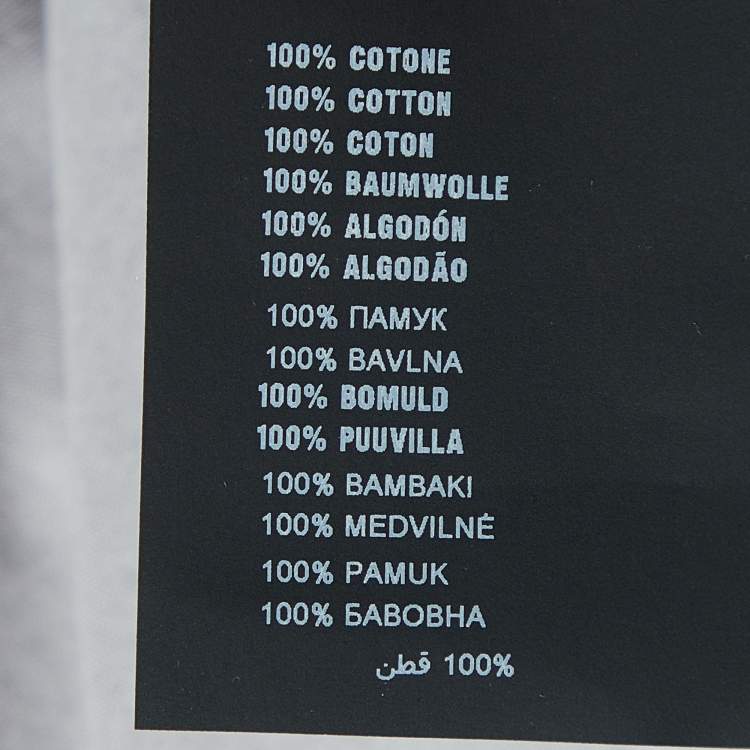 100% COTONE
100% COTTON
100% COTON
100% BAUMWOLLE
100% ALGODÓN
100% ALGODÃO
100% ПАМУК
100% BAVLNA
100% BOMULD
100% PUUVILLA
100% BAMBAKI
100% MEDVILNĖ
100% PAMUK
100% БАВОВНА
100% قطن